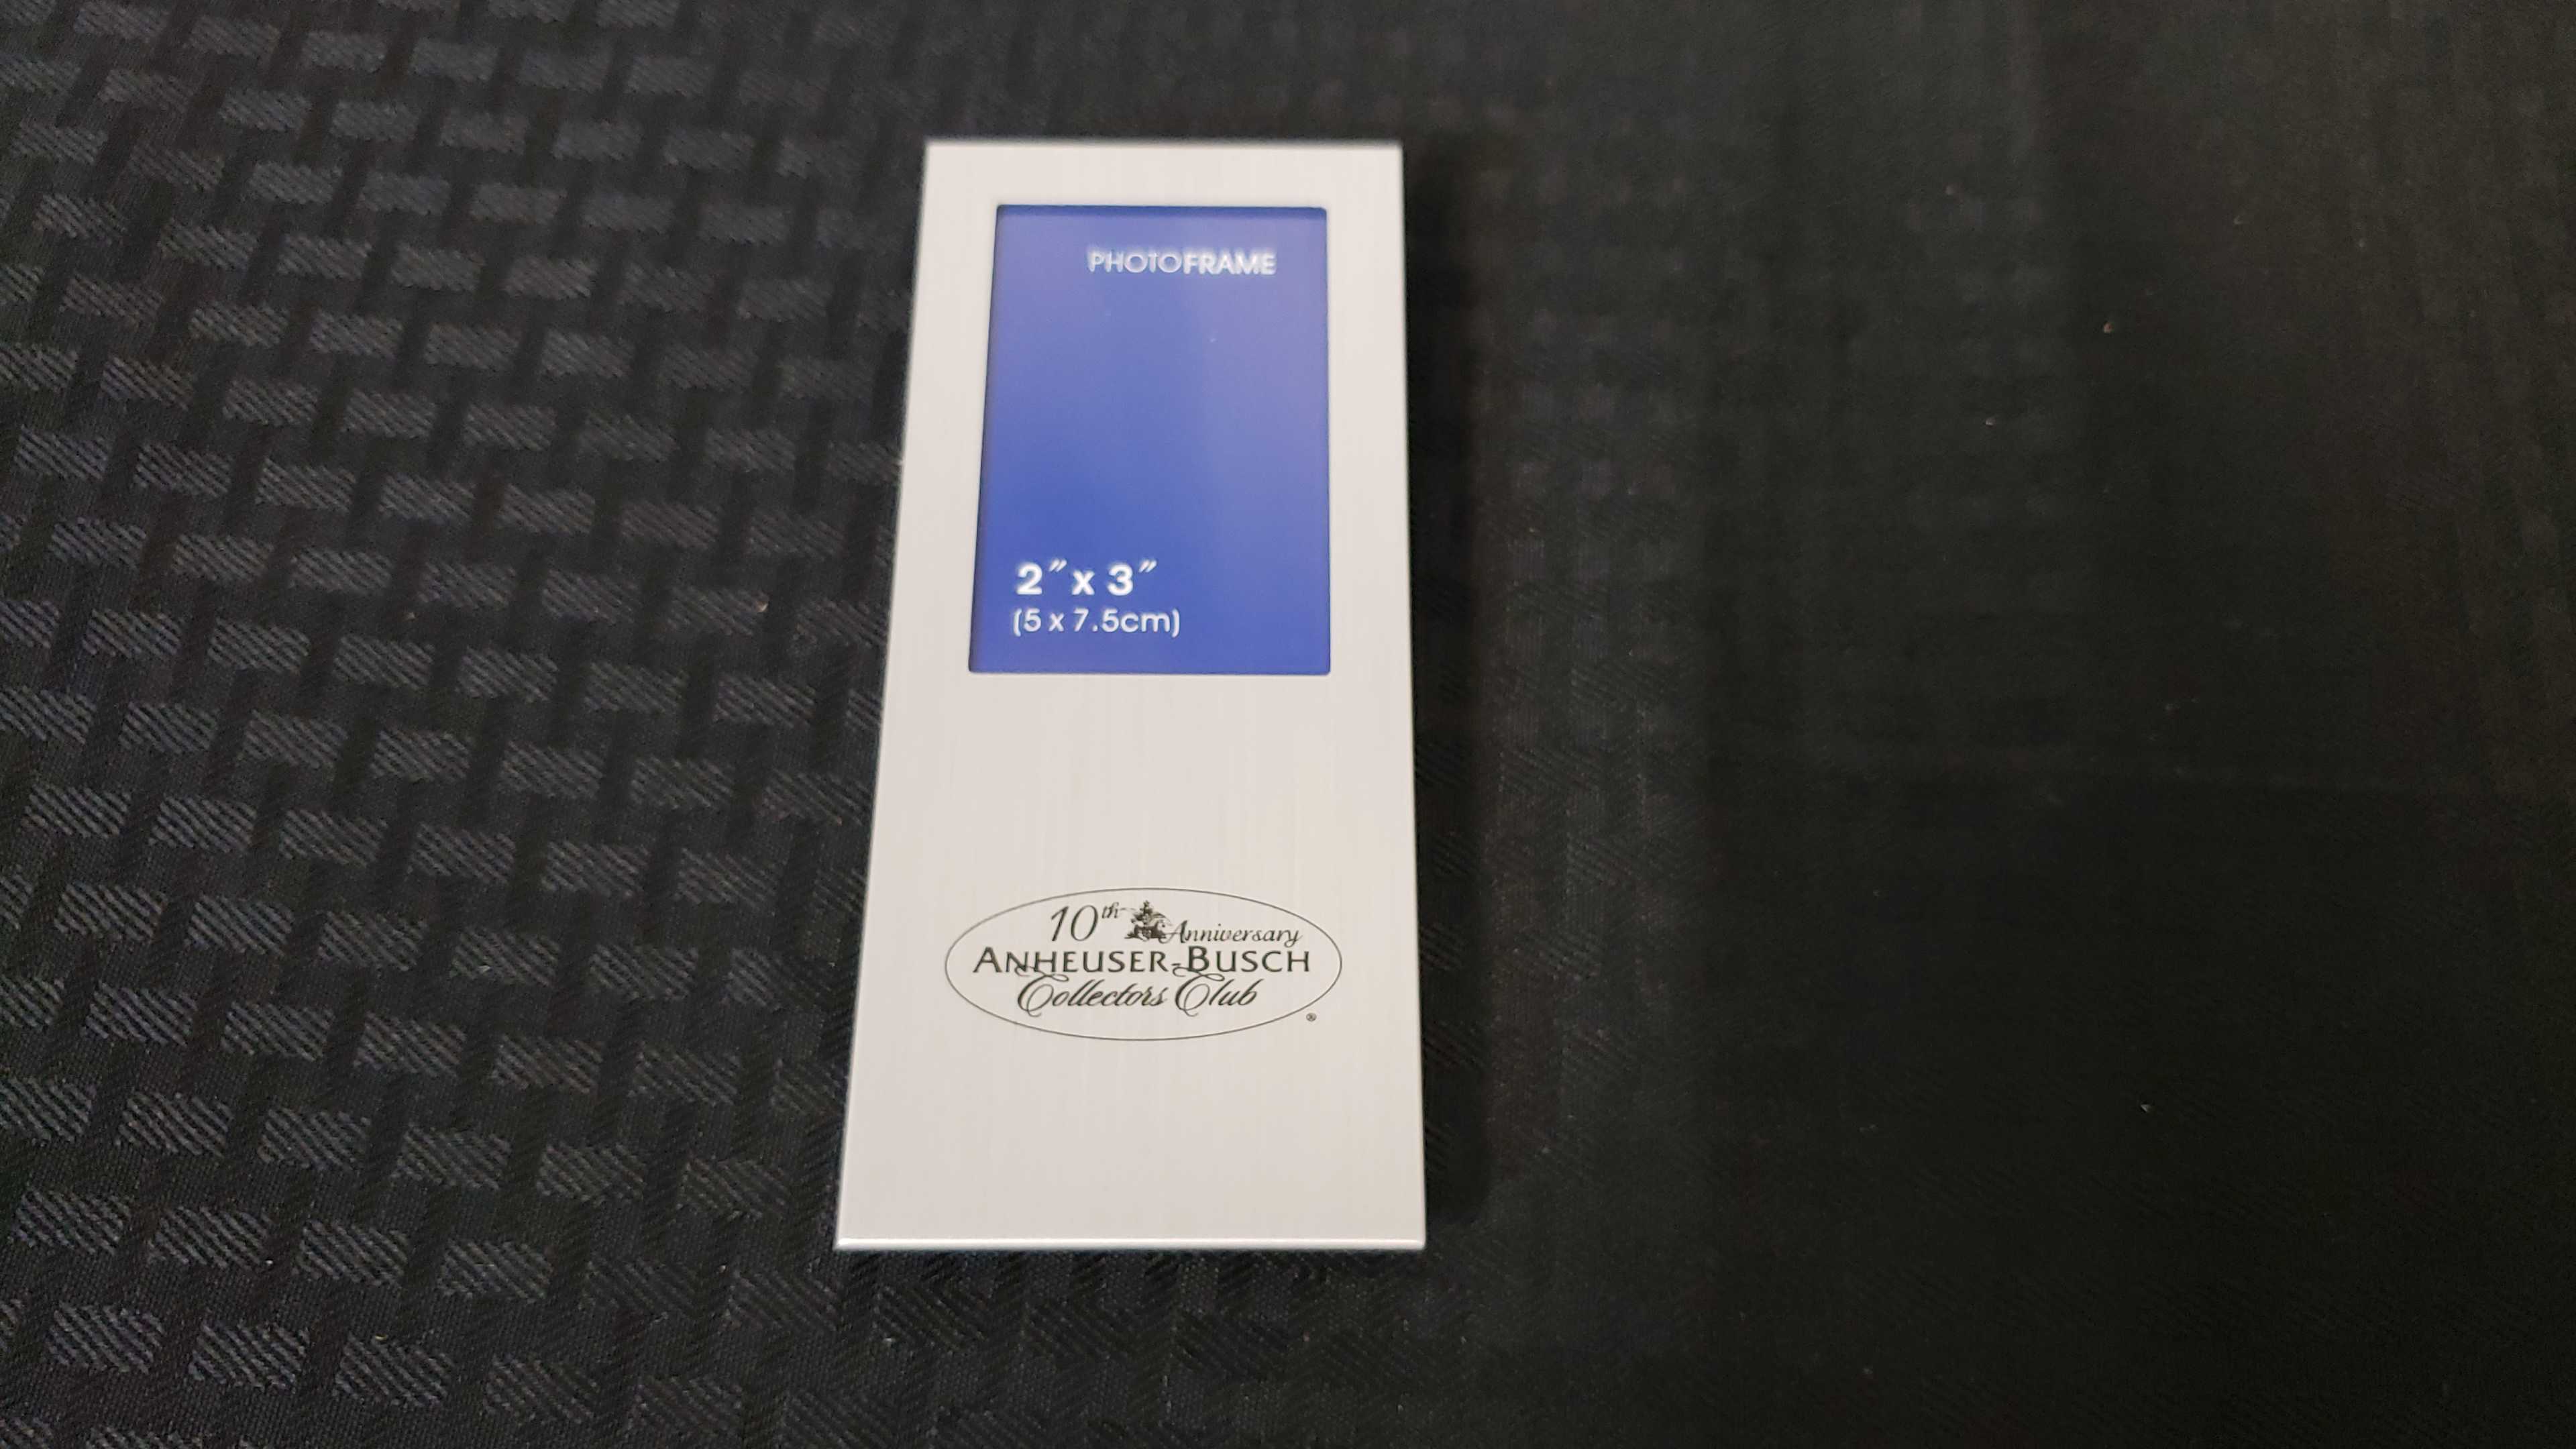 PHOTOFRAME
2" x 3"
(5 x 7.5cm)
10th Anniversary
ANHEUSER-BUSCH
Collectors Club
®